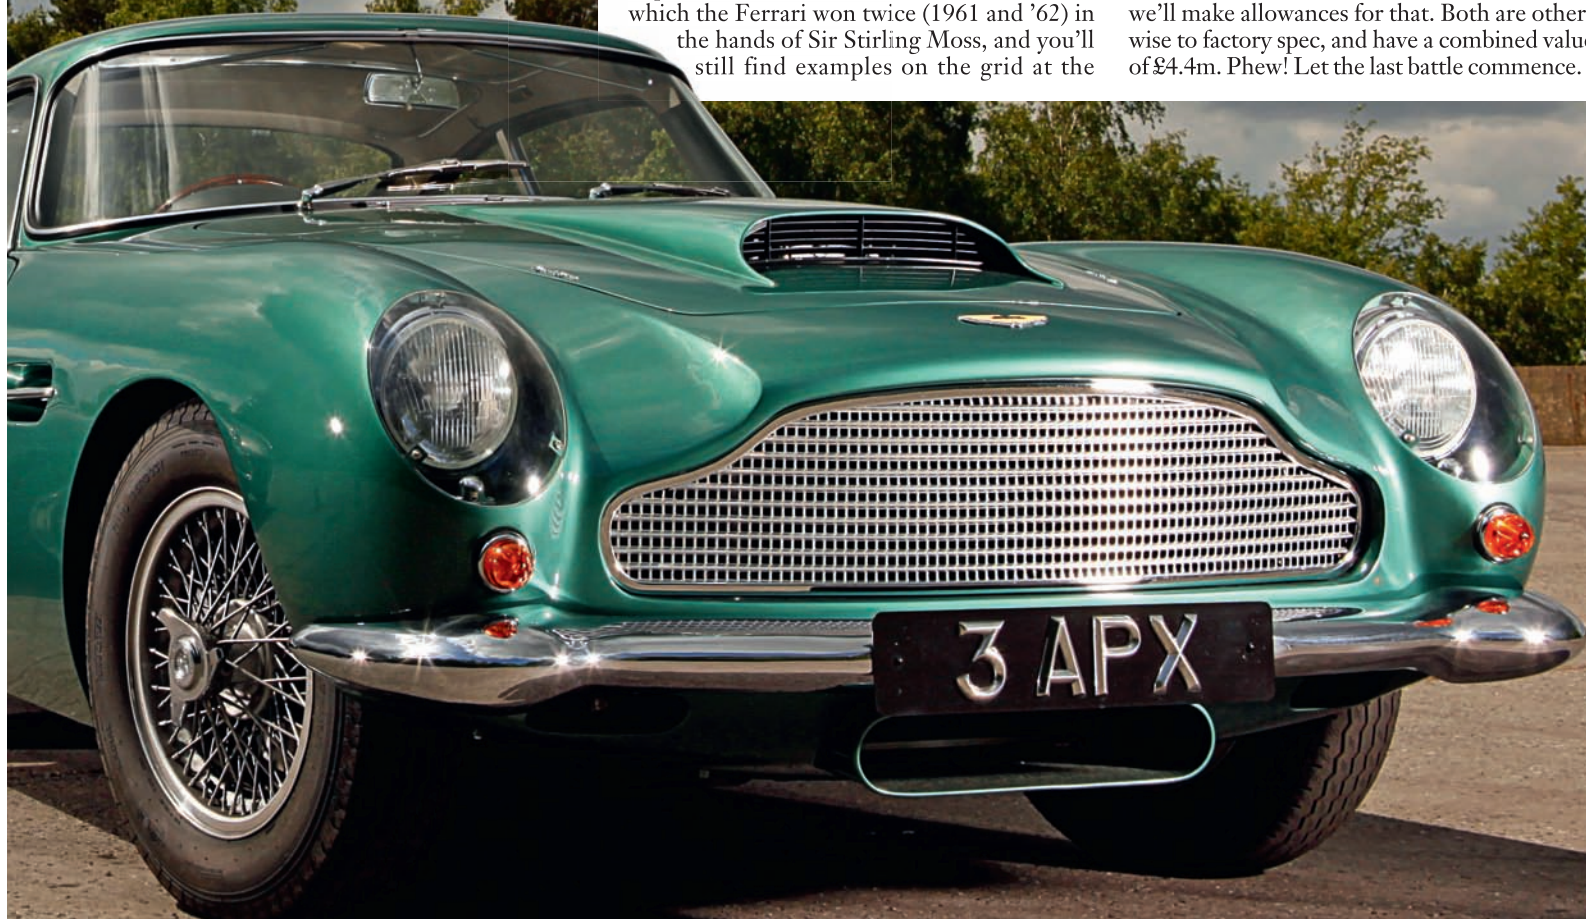 which the Ferrari won twice (1961 and ’62) in
the hands of Sir Stirling Moss, and you’ll
still find examples on the grid at the
we’ll make allowances for that. Both are other
wise to factory spec, and have a combined valu
of £4.4m. Phew! Let the last battle commence.
3 APX